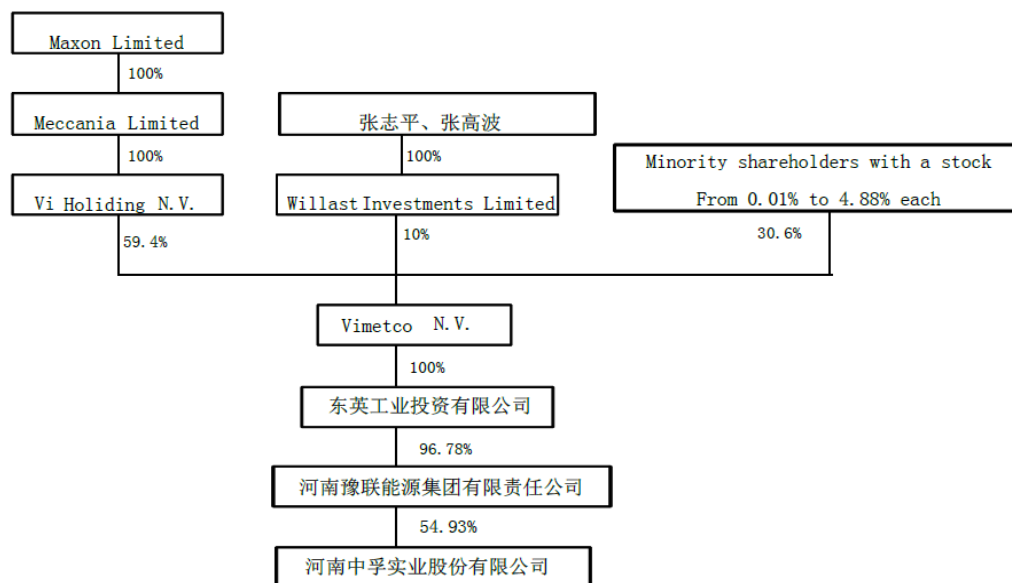 Maxon Limited
100%
Meccania Limited
张志平、张高波
100%
100%
Minority shareholders with a stock
From 0.01% to 4.88% each
Vi Holiding N.V.
Willast Investments Limited
59.4%
10%
30.6%
Vimetco N.V.
100%
东英工业投资有限公司
96.78%
河南豫联能源集团有限责任公司
54.93%
河南中孚实业股份有限公司